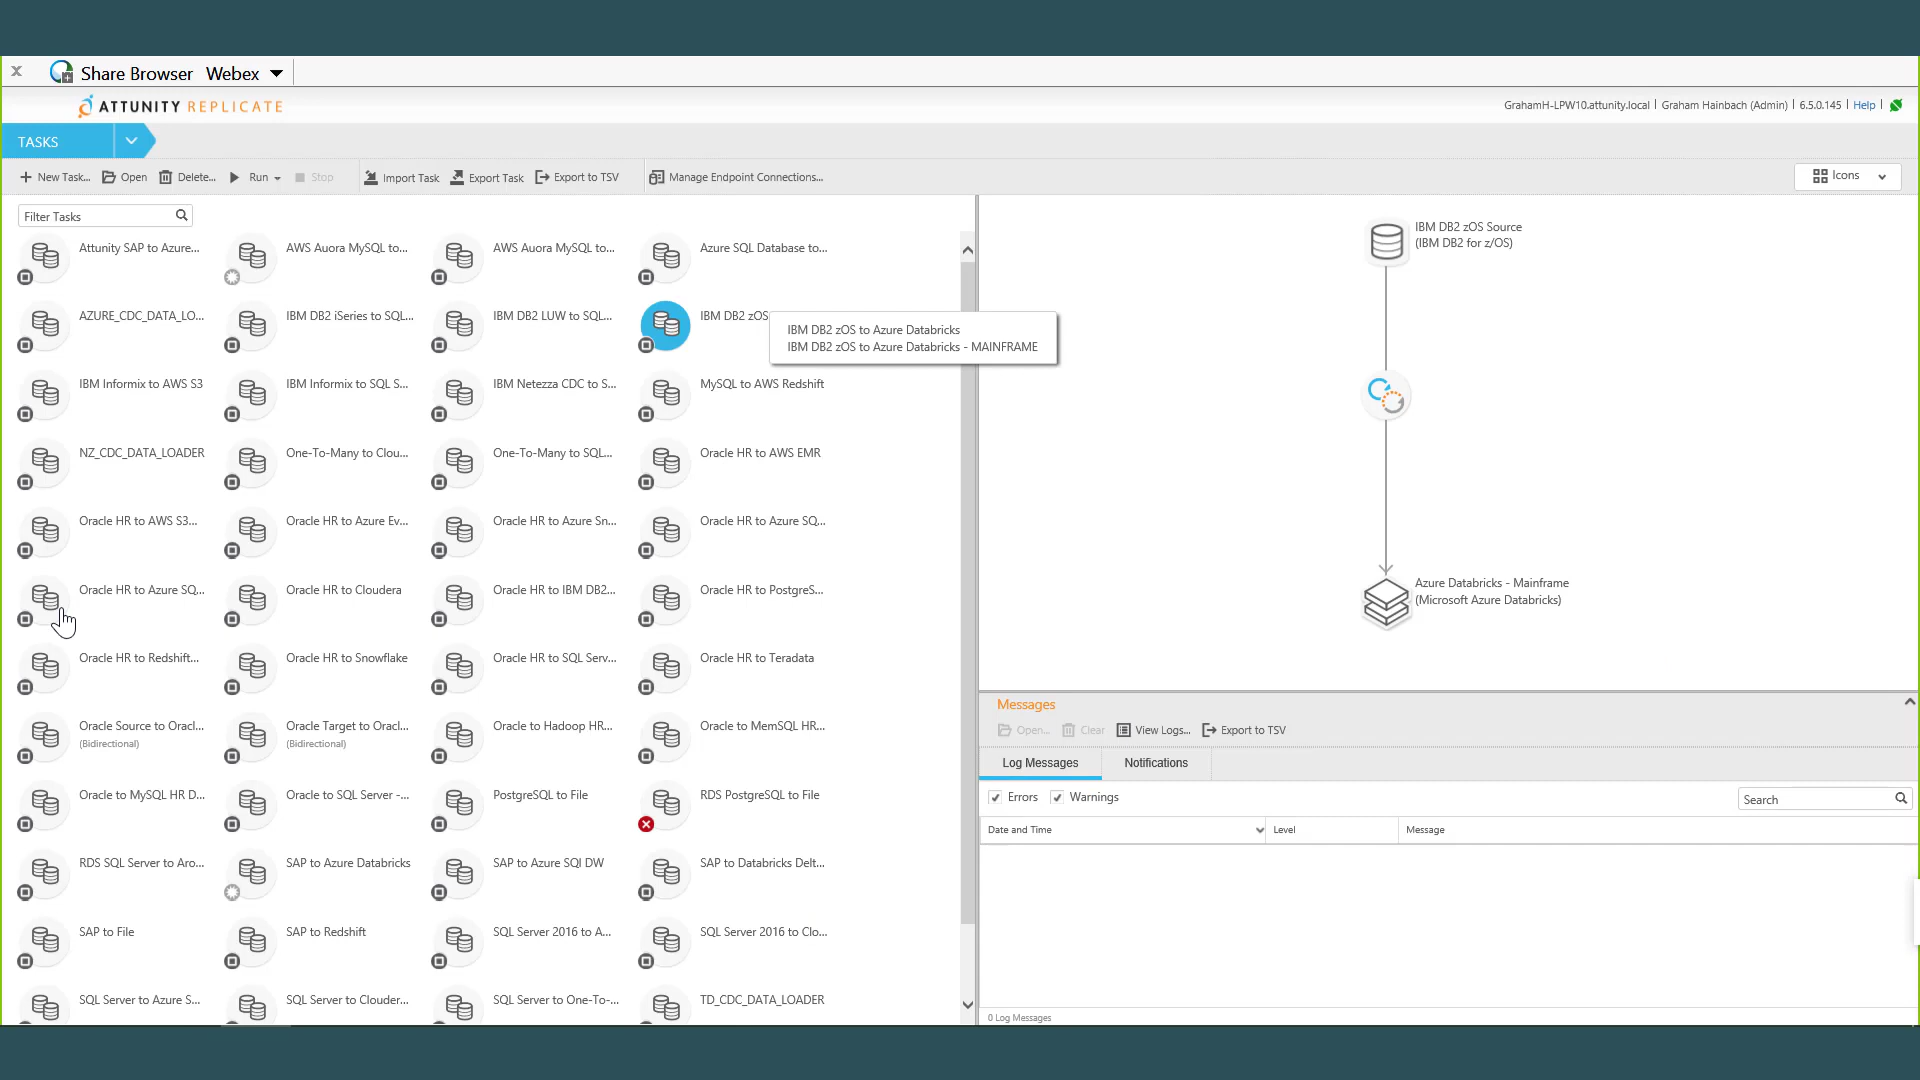 Share Browser Webex
ATTUNITY REPLICATE
GrahamH-LPW10.attunity.local | Graham Hainbach (Admin) | 6.5.0.145 | Help |
TASKS
New Task... Open Delete... Run Stop Import Task Export Task Export to TSV Manage Endpoint Connections... Icons
Filter Tasks
Attunity SAP to Azure... AWS Auora MySQL to... AWS Auora MySQL to... Azure SQL Database to...
AZURE_CDC_DATA_LO... IBM DB2 iSeries to SQL... IBM DB2 LUW to SQL... IBM DB2 zOS
IBM DB2 zOS to Azure Databricks
IBM DB2 zOS to Azure Databricks - MAINFRAME
IBM Informix to AWS S3 IBM Informix to SQL S... IBM Netezza CDC to S... MySQL to AWS Redshift
NZ_CDC_DATA_LOADER One-To-Many to Clou... One-To-Many to SQL... Oracle HR to AWS EMR
Oracle HR to AWS S3... Oracle HR to Azure Ev... Oracle HR to Azure Sn... Oracle HR to Azure SQ...
Oracle HR to Azure SQ... Oracle HR to Cloudera Oracle HR to IBM DB2... Oracle HR to PostgreS...
Oracle HR to Redshift... Oracle HR to Snowflake Oracle HR to SQL Serv... Oracle HR to Teradata
Oracle Source to Oracl... Oracle Target to Oracl... Oracle to Hadoop HR... Oracle to MemSQL HR...
(Bidirectional) (Bidirectional)
Oracle to MySQL HR D... Oracle to SQL Server -... PostgreSQL to File RDS PostgreSQL to File
RDS SQL Server to Aro... SAP to Azure Databricks SAP to Azure SQl DW SAP to Databricks Delt...
SAP to File SAP to Redshift SQL Server 2016 to A... SQL Server 2016 to Clo...
SQL Server to Azure S... SQL Server to Clouder... SQL Server to One-To-... TD_CDC_DATA_LOADER
IBM DB2 zOS Source
(IBM DB2 for z/OS)
Azure Databricks - Mainframe
(Microsoft Azure Databricks)
Messages
Open... Clear View Logs... Export to TSV
Log Messages Notifications
Errors Warnings Search
Date and Time Level Message
0 Log Messages